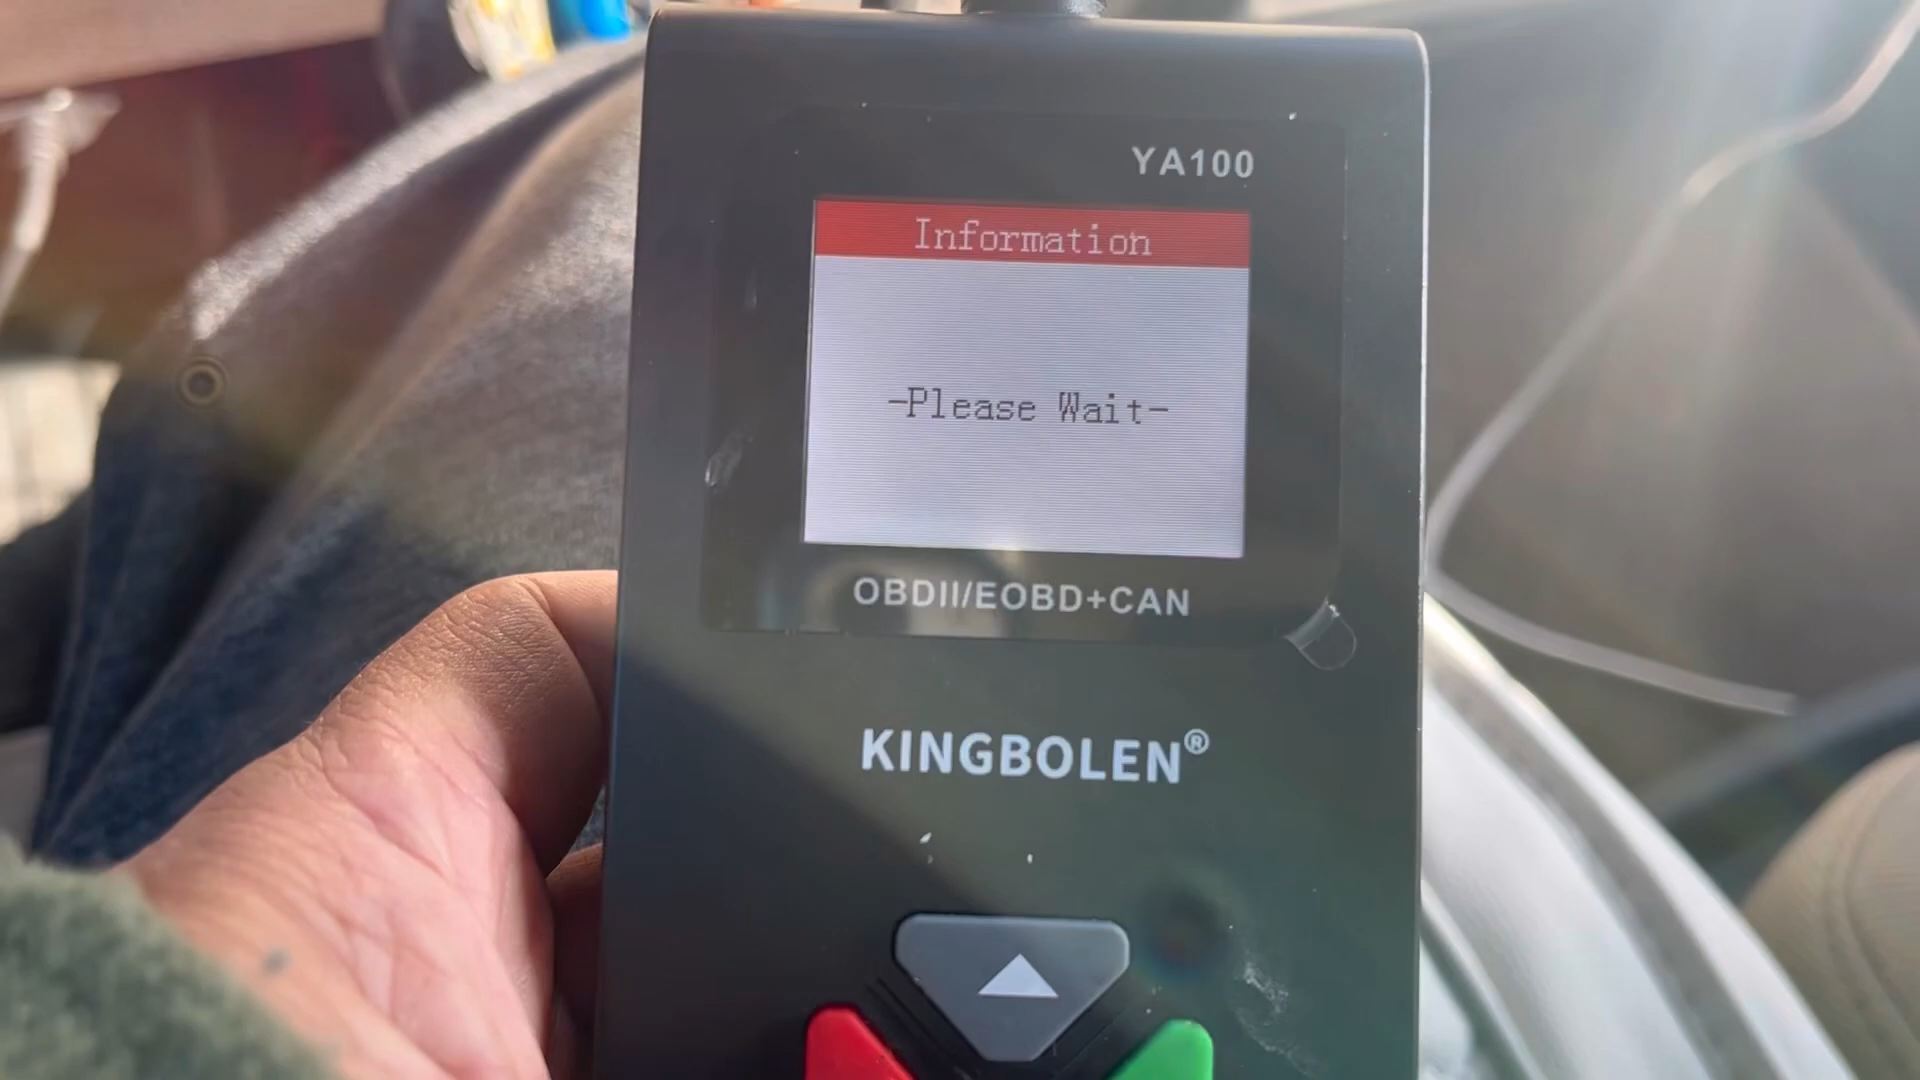 YA100
Information
-Please Wait-
OBDII/EOBD+CAN
KINGBOLEN®